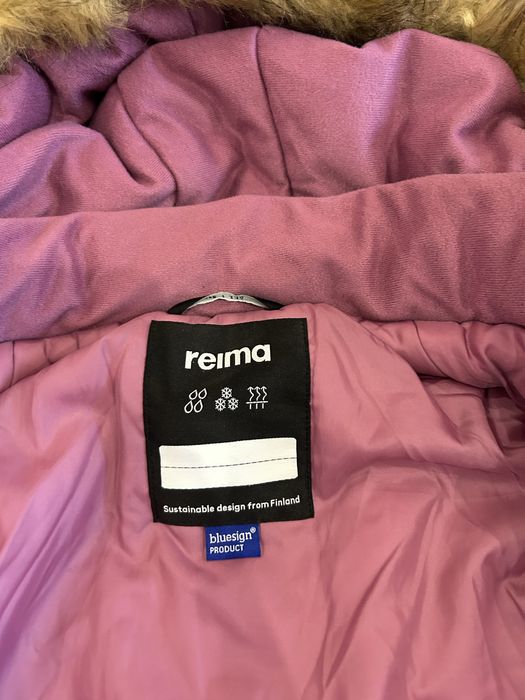 reima
Sustainable design from Finland
bluesign®
PRODUCT